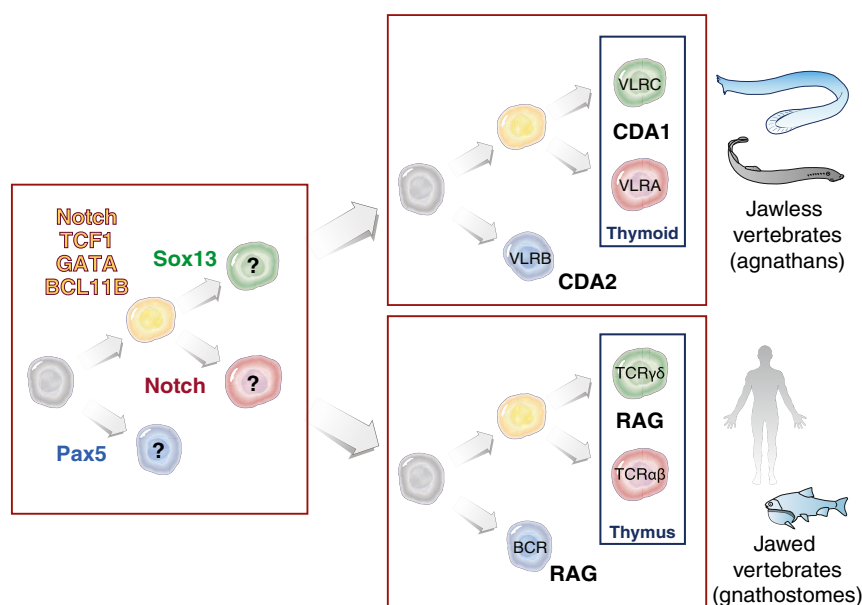 Notch
TCF1
GATA
BCL11B
Sox13
?
Notch
?
Pax5
?
VLRC
CDA1
VLRA
Thymoid
VLRB
CDA2
Jawless
vertebrates
(agnathans)
TCRγδ
RAG
TCRαβ
Thymus
BCR
RAG
Jawed
vertebrates
(gnathostomes)